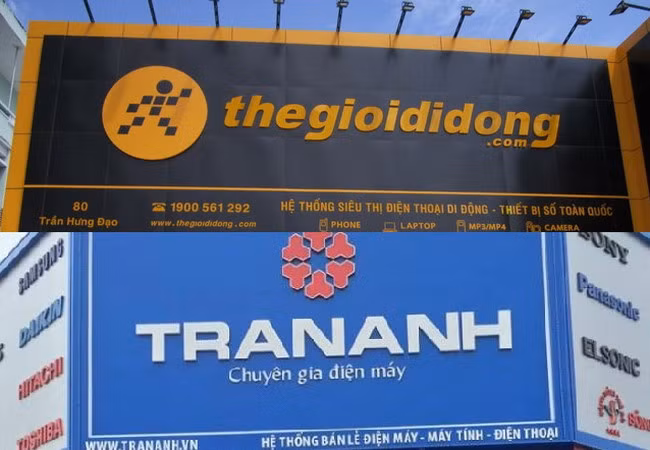 thegioididong
.com
80
Trần Hưng Đạo
1900 561 292
www.thegioididong.com
HỆ THỐNG SIÊU THỊ ĐIỆN THOẠI DI ĐỘNG - THIẾT BỊ SỐ TOÀN QUỐC
PHONE
LAPTOP
MP3/MP4
CAMERA
SAMSUNG
DAIKIN
HITACHI
TOSHIBA
TRANANH
Chuyên gia điện máy
WWW.TRANANH.VN
HỆ THỐNG BÁN LẺ ĐIỆN MÁY - MÁY TÍNH - ĐIỆN THOẠI
SONY
Panasonic
ELSONIC